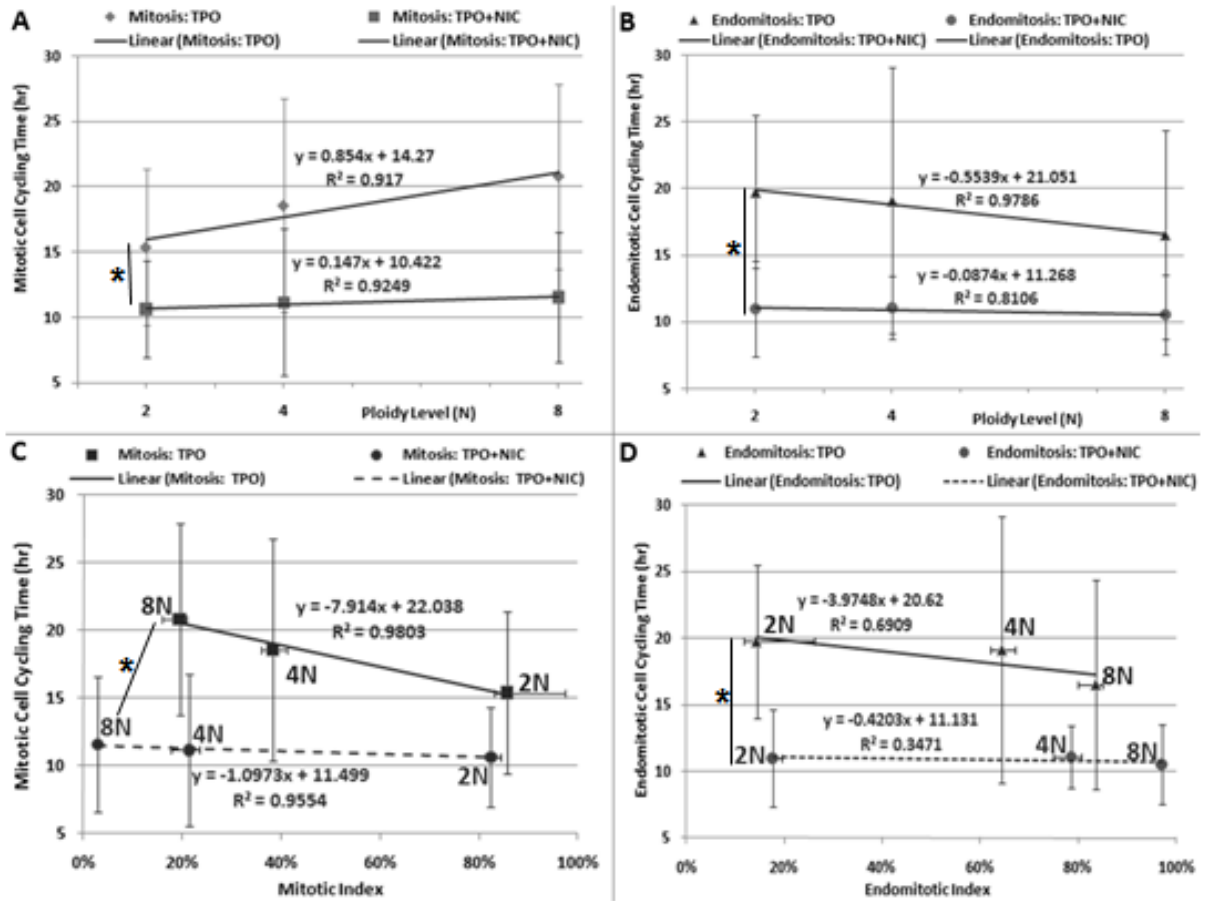 A
Mitosis: TPO Mitosis: TPO+NIC
Linear (Mitosis: TPO) Linear (Mitosis: TPO+NIC)
Mitotic Cell Cycling Time (hr)
30
25
20
15
10
5
y = 0.854x + 14.27
R² = 0.917
*
y = 0.147x + 10.422
R² = 0.9249
2 4 Ploidy Level (N) 8
B
Endomitosis: TPO Endomitosis: TPO+NIC
Linear (Endomitosis: TPO+NIC) Linear (Endomitosis: TPO)
Endomitotic Cell Cycling Time (hr)
30
25
20
15
10
5
y = -0.5539x + 21.051
R² = 0.9786
*
y = -0.0874x + 11.268
R² = 0.8106
2 4 Ploidy Level (N) 8
C
Mitosis: TPO Mitosis: TPO+NIC
Linear (Mitosis: TPO) Linear (Mitosis: TPO+NIC)
Mitotic Cell Cycling Time (hr)
30
25
20
15
10
5
8N
y = -7.914x + 22.038
R² = 0.9803
4N
2N
*
8N
4N
2N
y = -1.0973x + 11.499
R² = 0.9554
0% 20% 40% 60% 80% 100%
Mitotic Index
D
Endomitosis: TPO Endomitosis: TPO+NIC
Linear (Endomitosis: TPO) Linear (Endomitosis: TPO+NIC)
Endomitotic Cell Cycling Time (hr)
30
25
20
15
10
5
y = -3.9748x + 20.62
R² = 0.6909
2N
4N
8N
*
y = -0.4203x + 11.131
R² = 0.3471
2N
4N
8N
0% 20% 40% 60% 80% 100%
Endomitotic Index